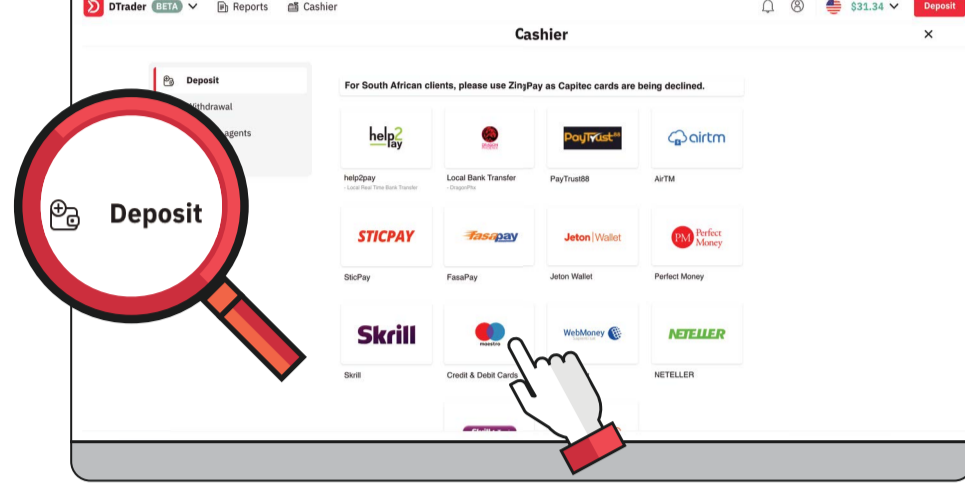 DTrader BETA Reports Cashier $31.34 Deposit
Cashier
Deposit
For South African clients, please use ZingPay as Capitec cards are being declined.
Withdrawal
agents
Deposit
help2pay
DRAGON
PayTrust88
airtm
help2pay
Local Bank Transfer
PayTrust88
AirTM
- Local Real Time Bank Transfer
- DragonPhx
STICPAY
fasapay
Jeton Wallet
PM Perfect Money
SticPay
FasaPay
Jeton Wallet
Perfect Money
Skrill
maestro
WebMoney
NETELLER
Skrill
Credit & Debit Cards
NETELLER